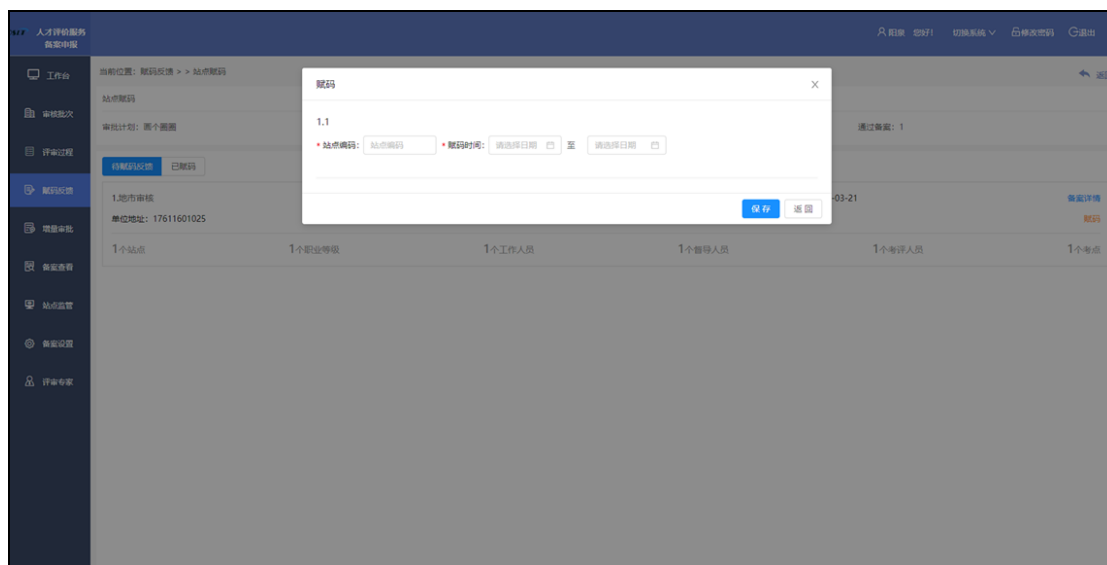 人才评价服务
备案申报
阳泉 您好! 切换系统 修改密码 退出
工作台
审核批次
评审过程
赋码反馈
增量审批
备案查看
站点监管
备案设置
评审专家
当前位置：赋码反馈 > > 站点赋码
站点赋码
审批计划：画个圈圈 通过备案：1
待赋码反馈 已赋码
1.地市审核 -03-21 备案详情
单位地址：17611601025 赋码
1个站点 1个职业等级 1个工作人员 1个督导人员 1个考评人员 1个考点
赋码
1.1
* 站点编码： 站点编码 * 赋码时间： 请选择日期 至 请选择日期
保存 返回